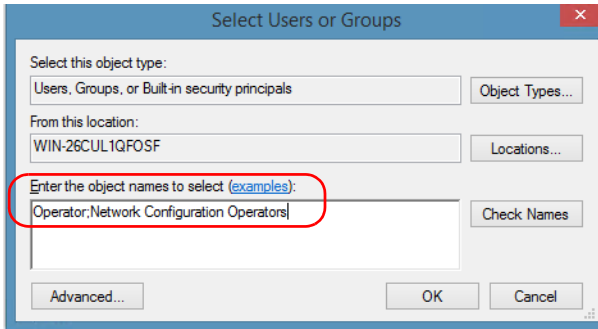 Select Users or Groups
Select this object type:
Users, Groups, or Built-in security principals
Object Types...
From this location:
WIN-26CUL1QFOSF
Locations...
Enter the object names to select (examples):
Operator;Network Configuration Operators
Check Names
Advanced...
OK
Cancel